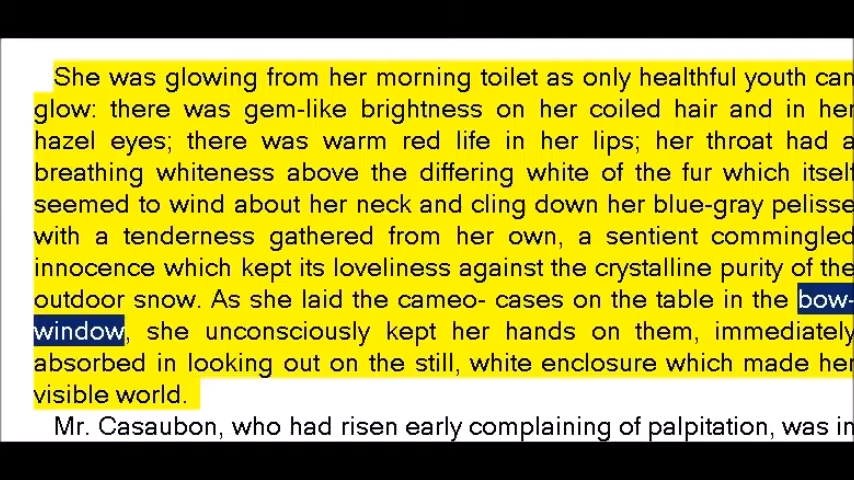 She was glowing from her morning toilet as only healthful youth can
glow: there was gem-like brightness on her coiled hair and in her
hazel eyes; there was warm red life in her lips; her throat had a
breathing whiteness above the differing white of the fur which itself
seemed to wind about her neck and cling down her blue-gray pelisse
with a tenderness gathered from her own, a sentient commingled
innocence which kept its loveliness against the crystalline purity of the
outdoor snow. As she laid the cameo- cases on the table in the bow-
window, she unconsciously kept her hands on them, immediately
absorbed in looking out on the still, white enclosure which made her
visible world.
Mr. Casaubon, who had risen early complaining of palpitation, was in